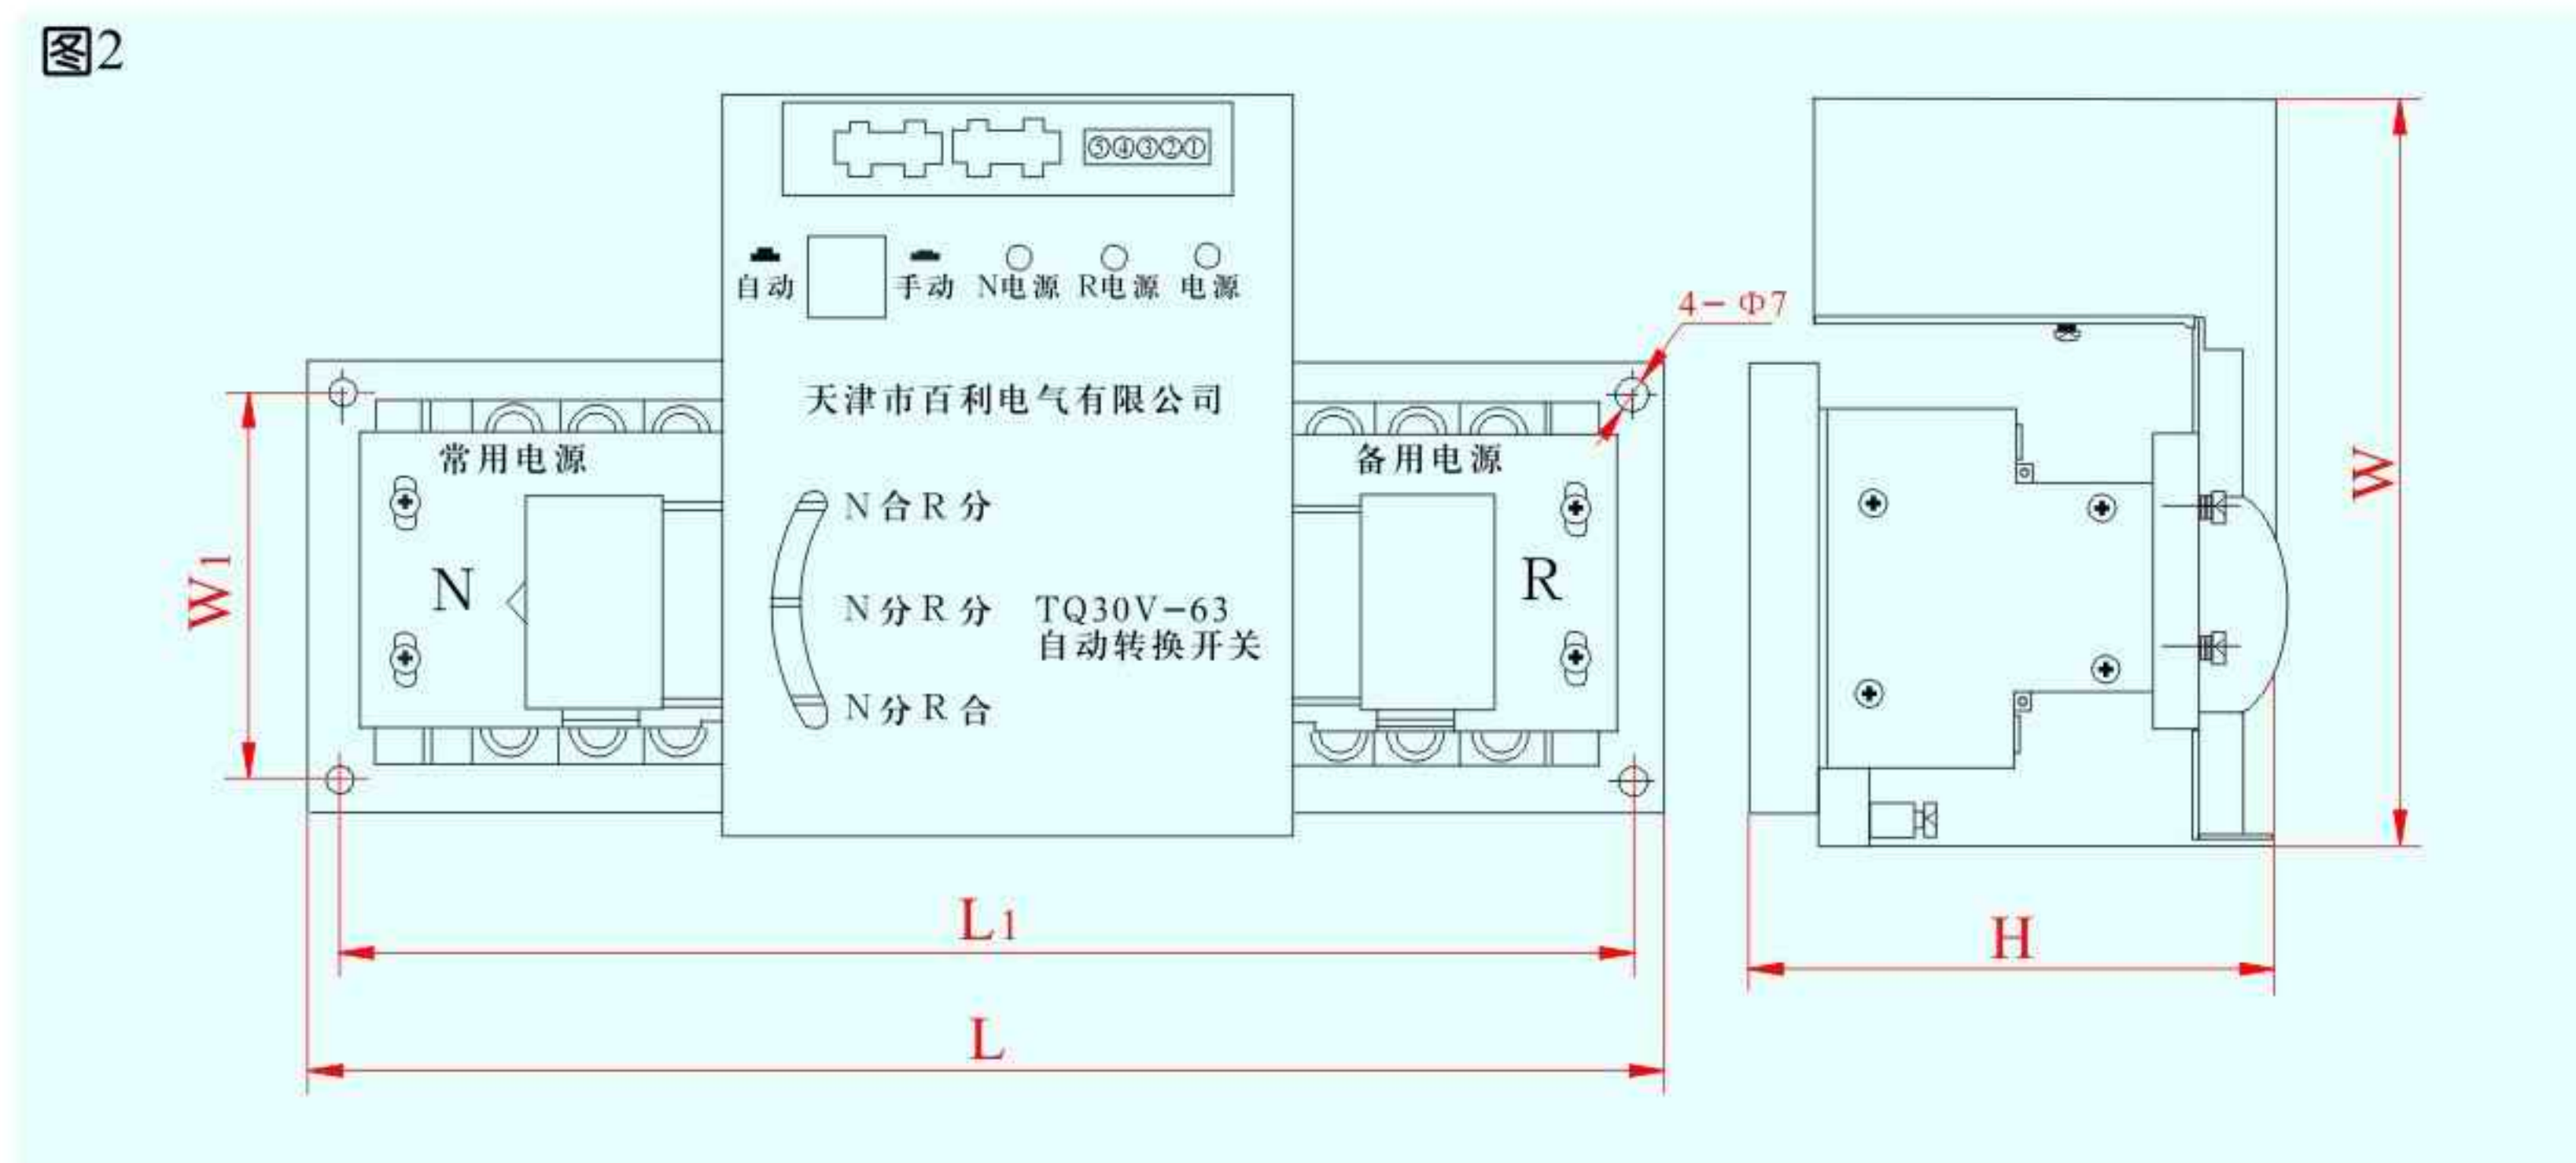 图2
⑤④③②①
自动 手动 N电源 R电源 电源
4－Φ7
天津市百利电气有限公司
常用电源
备用电源
N合R分
N
R
N分R分
TQ30V－63
自动转换开关
N分R合
W1
W
L1
H
L